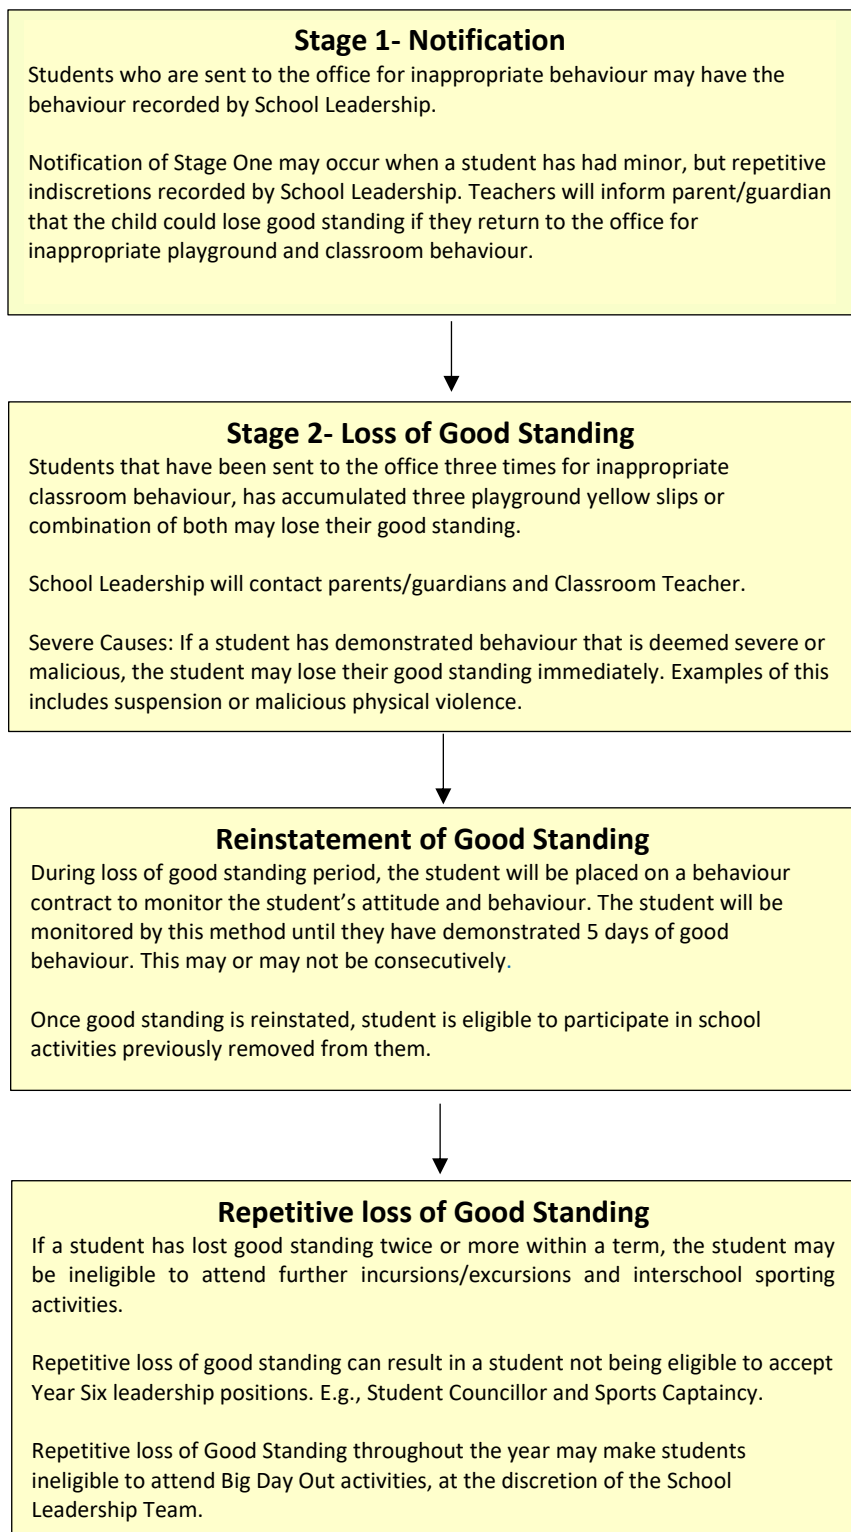 Stage 1- Notification
Students who are sent to the office for inappropriate behaviour may have the
behaviour recorded by School Leadership.
Notification of Stage One may occur when a student has had minor, but repetitive
indiscretions recorded by School Leadership. Teachers will inform parent/guardian
that the child could lose good standing if they return to the office for
inappropriate playground and classroom behaviour.
Stage 2- Loss of Good Standing
Students that have been sent to the office three times for inappropriate
classroom behaviour, has accumulated three playground yellow slips or
combination of both may lose their good standing.
School Leadership will contact parents/guardians and Classroom Teacher.
Severe Causes: If a student has demonstrated behaviour that is deemed severe or
malicious, the student may lose their good standing immediately. Examples of this
includes suspension or malicious physical violence.
Reinstatement of Good Standing
During loss of good standing period, the student will be placed on a behaviour
contract to monitor the student’s attitude and behaviour. The student will be
monitored by this method until they have demonstrated 5 days of good
behaviour. This may or may not be consecutively.
Once good standing is reinstated, student is eligible to participate in school
activities previously removed from them.
Repetitive loss of Good Standing
If a student has lost good standing twice or more within a term, the student may
be ineligible to attend further incursions/excursions and interschool sporting
activities.
Repetitive loss of good standing can result in a student not being eligible to accept
Year Six leadership positions. E.g., Student Councillor and Sports Captaincy.
Repetitive loss of Good Standing throughout the year may make students
ineligible to attend Big Day Out activities, at the discretion of the School
Leadership Team.